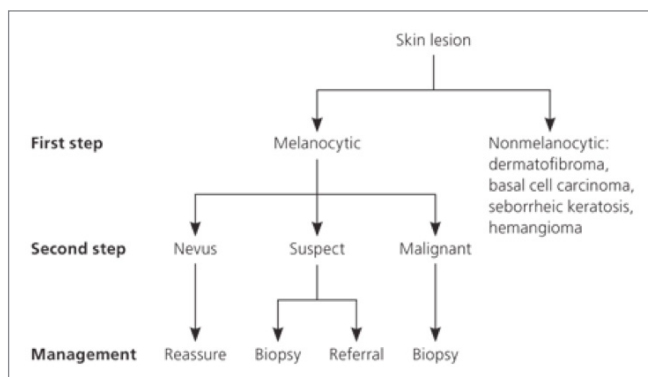 Skin lesion
First step
Melanocytic
Nonmelanocytic:
dermatofibroma,
basal cell carcinoma,
seborrheic keratosis,
hemangioma
Second step
Nevus
Suspect
Malignant
Management
Reassure
Biopsy
Referral
Biopsy